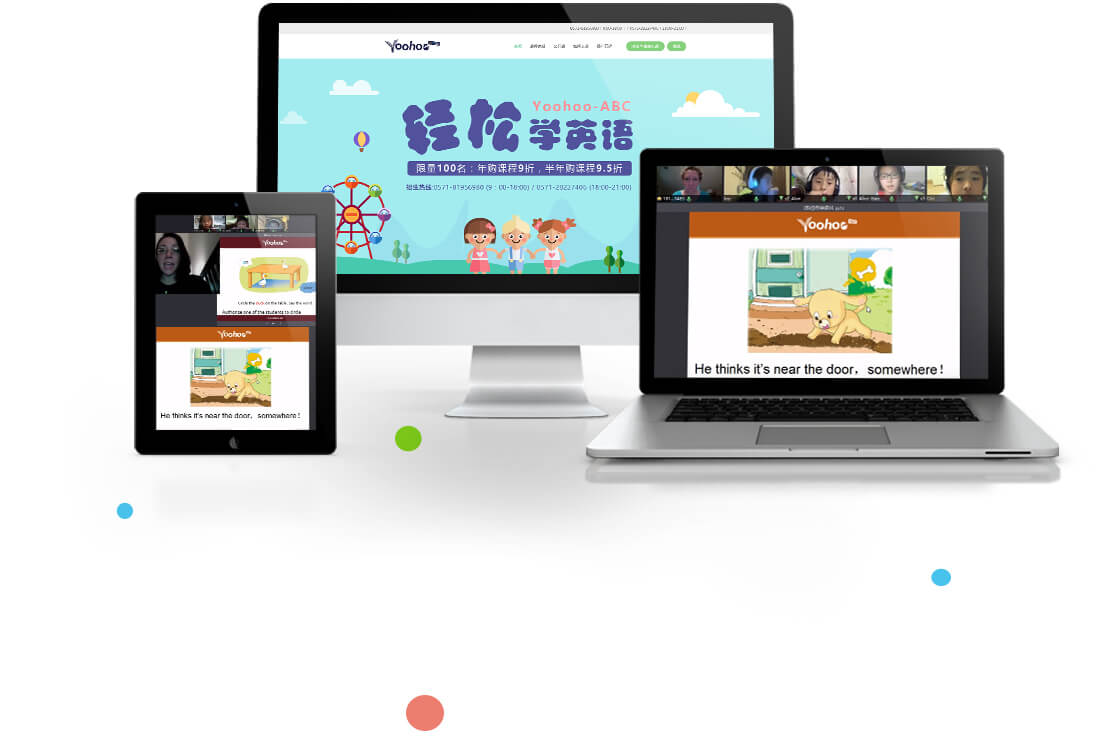 Yoohoo
Yoohoo-ABC
轻松学英语
限量100名：年购课程9折，半年购课程9.5折
招生热线:0571-81956980 (9：00-18:00) / 0571-28227406 (18:00-21:00)
Yoohoo
He thinks it's near the door，somewhere！
Yoohoo
Circle the duck on the table. Say the word
Authorize one of the students to circle
Yoohoo
He thinks it's near the door，somewhere！